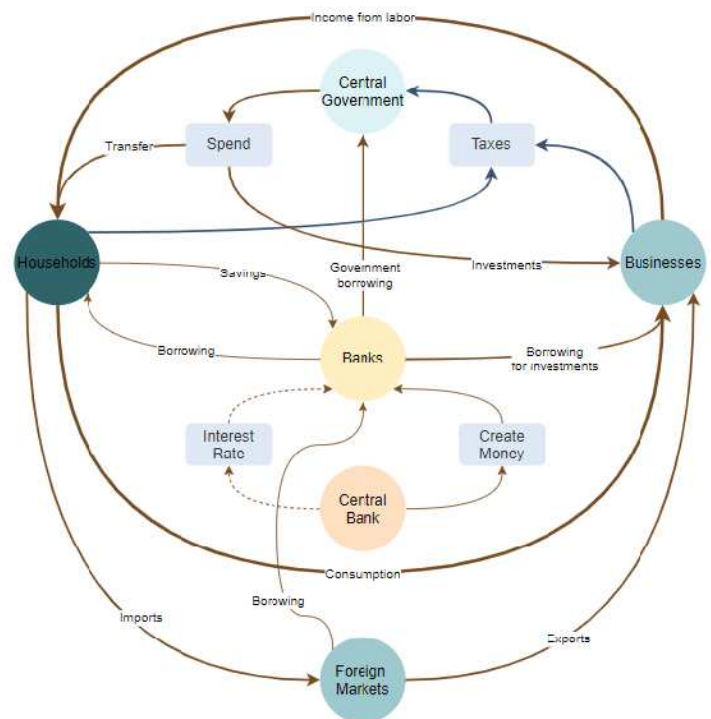 Income from labor
Central
Government
Transfer
Spend
Taxes
Households
Savings
Government
borrowing
Investments
Businesses
Borrowing
Banks
Borrowing
for investments
Interest
Rate
Create
Money
Central
Bank
Consumption
Borrowing
Imports
Exports
Foreign
Markets